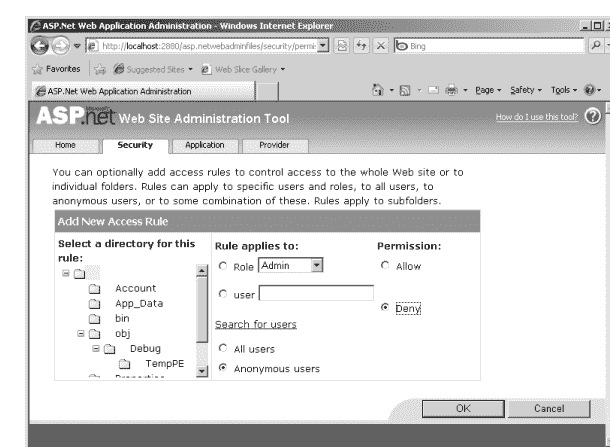 ASP.Net Web Application Administration - Windows Internet Explorer
http://localhost:2880/asp.netwebadminfiles/security/permi
Bing
Favorites Suggested Sites Web Slice Gallery
ASP.Net Web Application Administration
Page Safety Tools
Microsoft
ASP.net Web Site Administration Tool
How do I use this tool? ?
Home Security Application Provider
You can optionally add access rules to control access to the whole Web site or to
individual folders. Rules can apply to specific users and roles, to all users, to
anonymous users, or to some combination of these. Rules apply to subfolders.
Add New Access Rule
Select a directory for this
rule:
Account
App_Data
bin
obj
Debug
TempPE
Rule applies to:
Role Admin
user
Search for users
All users
Anonymous users
Permission:
Allow
Deny
OK Cancel